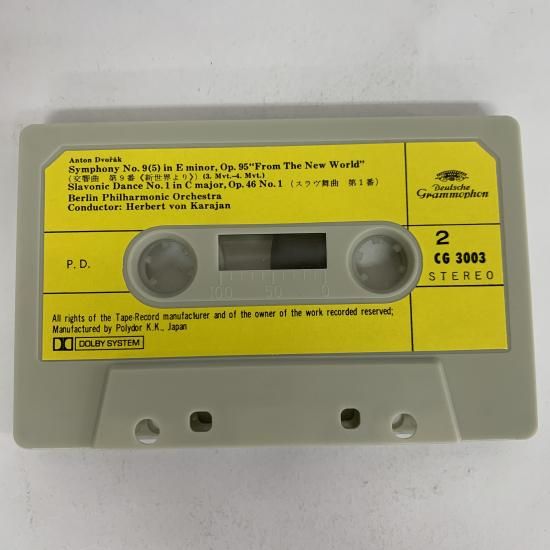 Anton Dvořák
Symphony No. 9(5) in E minor, Op. 95"From The New World"
(交響曲 第9番《新世界より》) (3. Mvt.–4. Mvt.)
Slavonic Dance No. 1 in C major, Op. 46 No. 1 (スラヴ舞曲 第1番)
Berlin Philharmonic Orchestra
Conductor: Herbert von Karajan
Deutsche
Grammophon
P. D.
2
CG 3003
STEREO
100 50 0
All rights of the Tape-Record manufacturer and of the owner of the work recorded reserved;
Manufactured by Polydor K.K., Japan
DOLBY SYSTEM